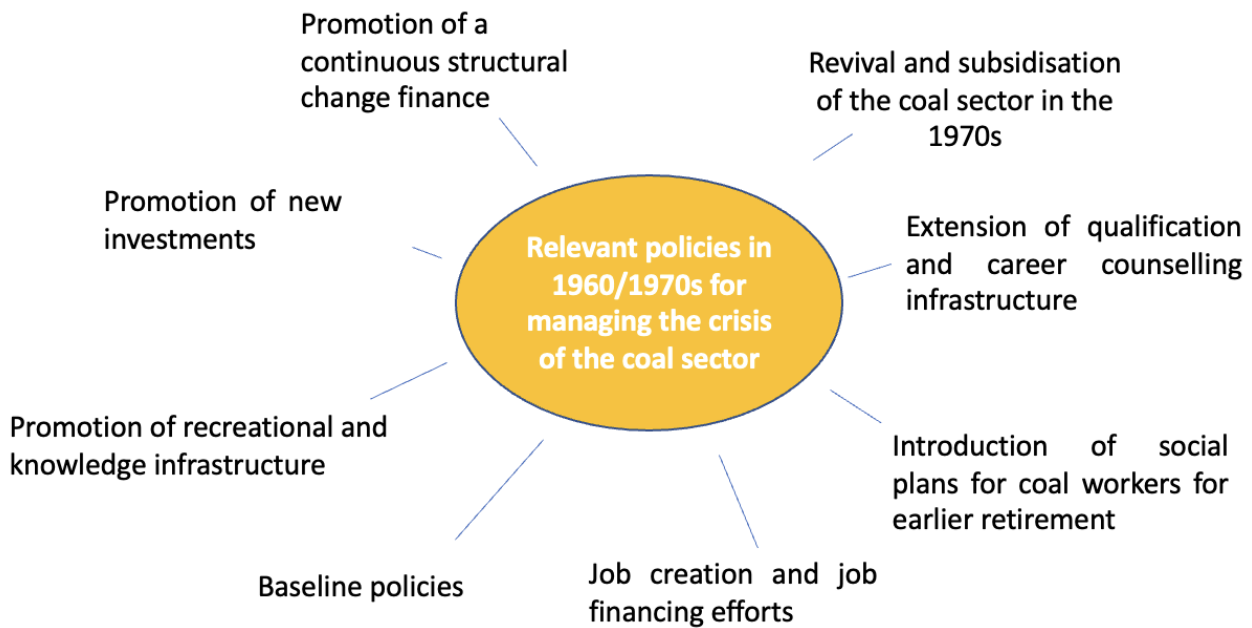 Promotion of a
continuous structural
change finance
Revival and subsidisation
of the coal sector in the
1970s
Promotion of new
investments
Extension of qualification
and career counselling
infrastructure
Relevant policies in
1960/1970s for
managing the crisis
of the coal sector
Promotion of recreational and
knowledge infrastructure
Introduction of social
plans for coal workers for
earlier retirement
Baseline policies
Job creation and job
financing efforts